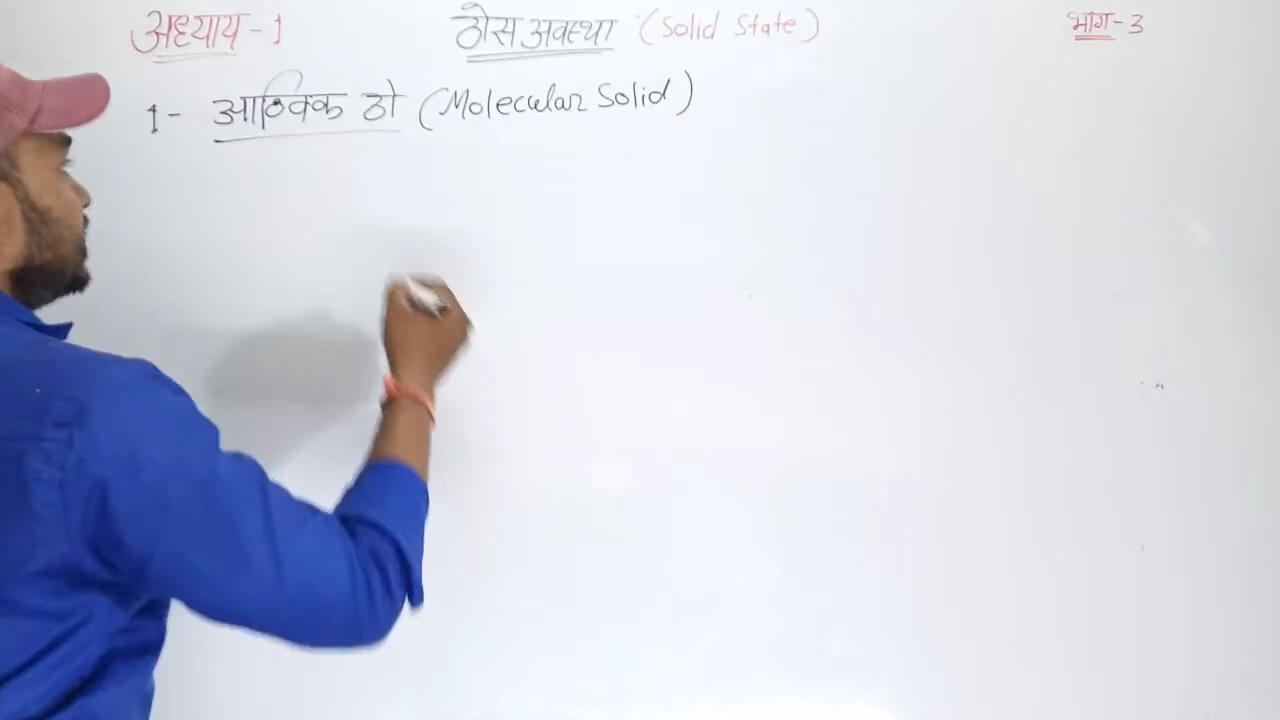 अध्याय-1 ठोस अवस्था (Solid State) भाग-3
1- आण्विक ठो (Molecular Solid)